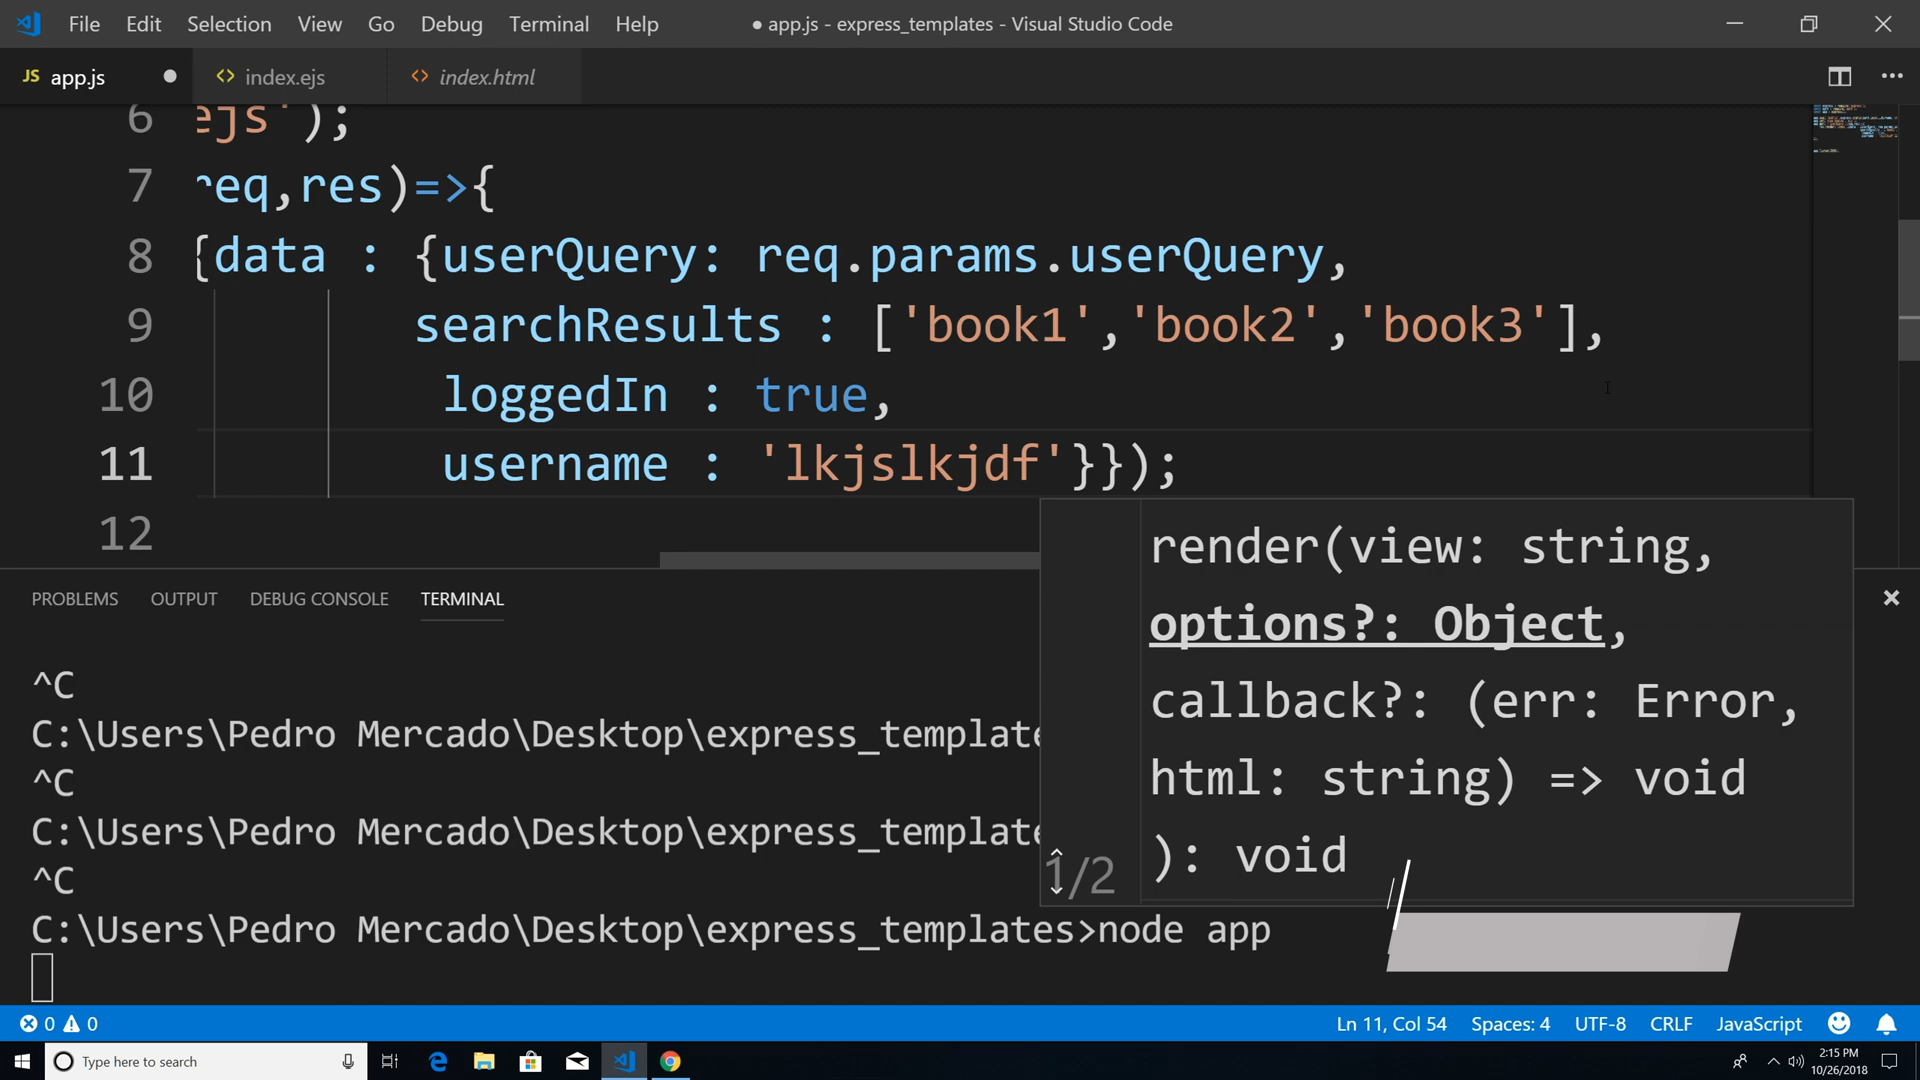 File Edit Selection View Go Debug Terminal Help ● app.js - express_templates - Visual Studio Code
JS app.js ● <> index.ejs <> index.html
6 ejs');
7 req,res)=>{
8 {data : {userQuery: req.params.userQuery,
9 searchResults : ['book1','book2','book3'],
10 loggedIn : true,
11 username : 'lkjslkjdf'}});
12
render(view: string,
options?: Object,
callback?: (err: Error,
html: string) => void
): void
1/2
PROBLEMS OUTPUT DEBUG CONSOLE TERMINAL
^C
C:\Users\Pedro Mercado\Desktop\express_template
^C
C:\Users\Pedro Mercado\Desktop\express_template
^C
C:\Users\Pedro Mercado\Desktop\express_templates>node app
0 0 Ln 11, Col 54 Spaces: 4 UTF-8 CRLF JavaScript
Type here to search
2:15 PM
10/26/2018